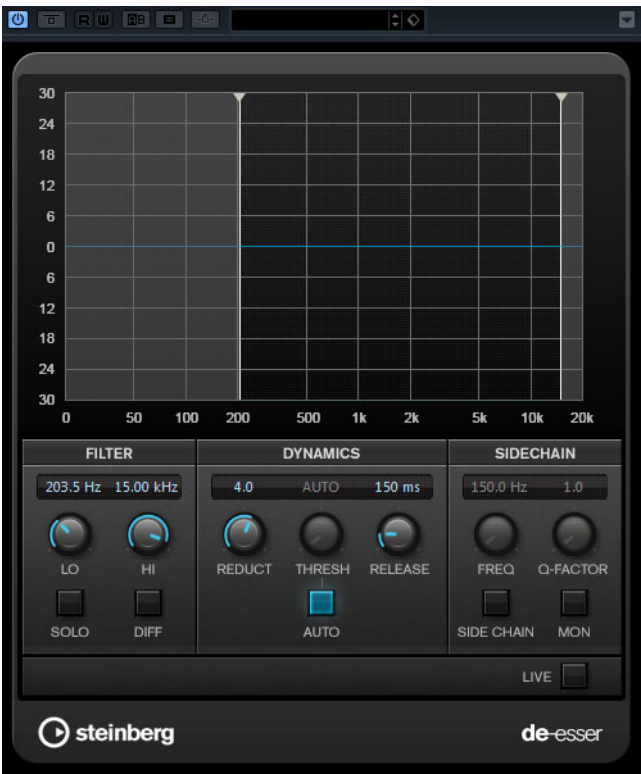 R W A B
30
24
18
12
6
0
6
12
18
24
30
0 50 100 200 500 1k 2k 5k 10k 20k
FILTER DYNAMICS SIDECHAIN
203.5 Hz 15.00 kHz 4.0 AUTO 150 ms 150.0 Hz 1.0
LO HI REDUCT THRESH RELEASE FREQ Q-FACTOR
SOLO DIFF AUTO SIDE CHAIN MON
LIVE
steinberg de-esser